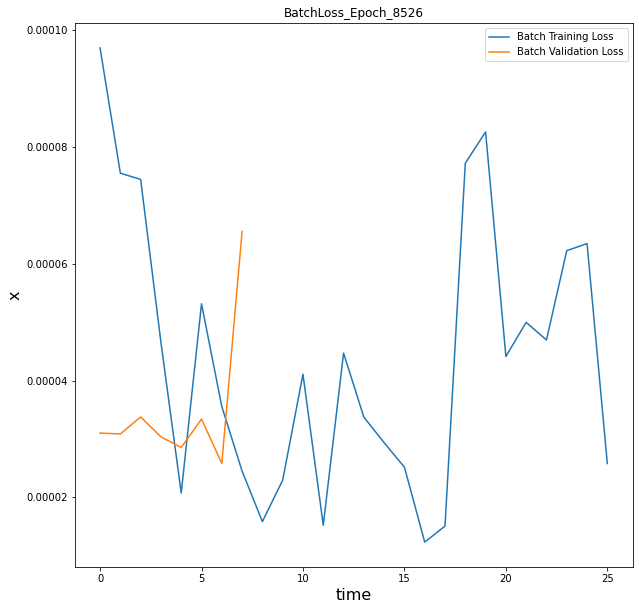 BatchLoss_Epoch_8526
Batch Training Loss
Batch Validation Loss
0.00010
0.00008
0.00006
0.00004
0.00002
x
0 5 10 15 20 25
time